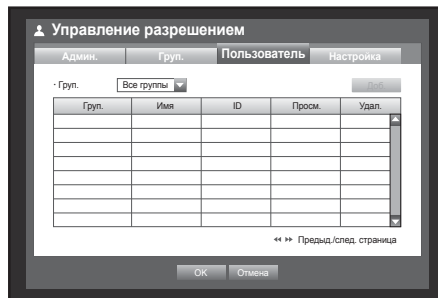 Управление разрешением
Админ. Груп. Пользователь Настройка
· Груп. Все группы Доб.
Груп. Имя ID Просм. Удал.
Предыд./след. страница
OK Отмена